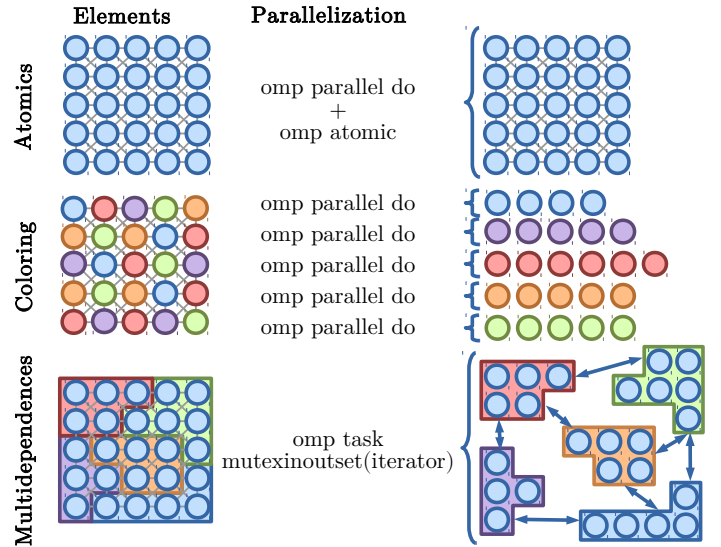 Elements
Parallelization
Atomics
omp parallel do
+
omp atomic
Coloring
omp parallel do
omp parallel do
omp parallel do
omp parallel do
omp parallel do
Multidependences
omp task
mutexinoutset(iterator)